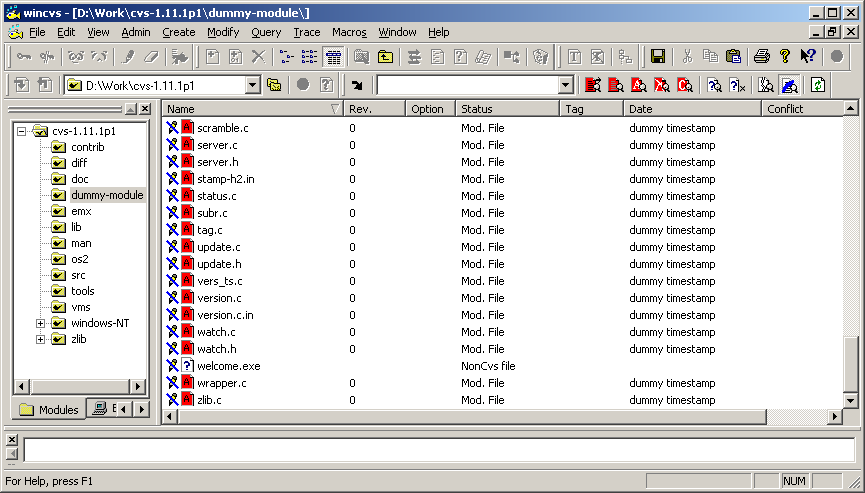 wincvs - [D:\Work\cvs-1.11.1p1\dummy-module\]
File Edit View Admin Create Modify Query Trace Macros Window Help
D:\Work\cvs-1.11.1p1
cvs-1.11.1p1
contrib
diff
doc
dummy-module
emx
lib
man
os2
src
tools
vms
windows-NT
zlib
Modules
Name Rev. Option Status Tag Date Conflict
scramble.c 0 Mod. File dummy timestamp
server.c 0 Mod. File dummy timestamp
server.h 0 Mod. File dummy timestamp
stamp-h2.in 0 Mod. File dummy timestamp
status.c 0 Mod. File dummy timestamp
subr.c 0 Mod. File dummy timestamp
tag.c 0 Mod. File dummy timestamp
update.c 0 Mod. File dummy timestamp
update.h 0 Mod. File dummy timestamp
vers_ts.c 0 Mod. File dummy timestamp
version.c 0 Mod. File dummy timestamp
version.c.in 0 Mod. File dummy timestamp
watch.c 0 Mod. File dummy timestamp
watch.h 0 Mod. File dummy timestamp
welcome.exe NonCvs file
wrapper.c 0 Mod. File dummy timestamp
zlib.c 0 Mod. File dummy timestamp
For Help, press F1
NUM